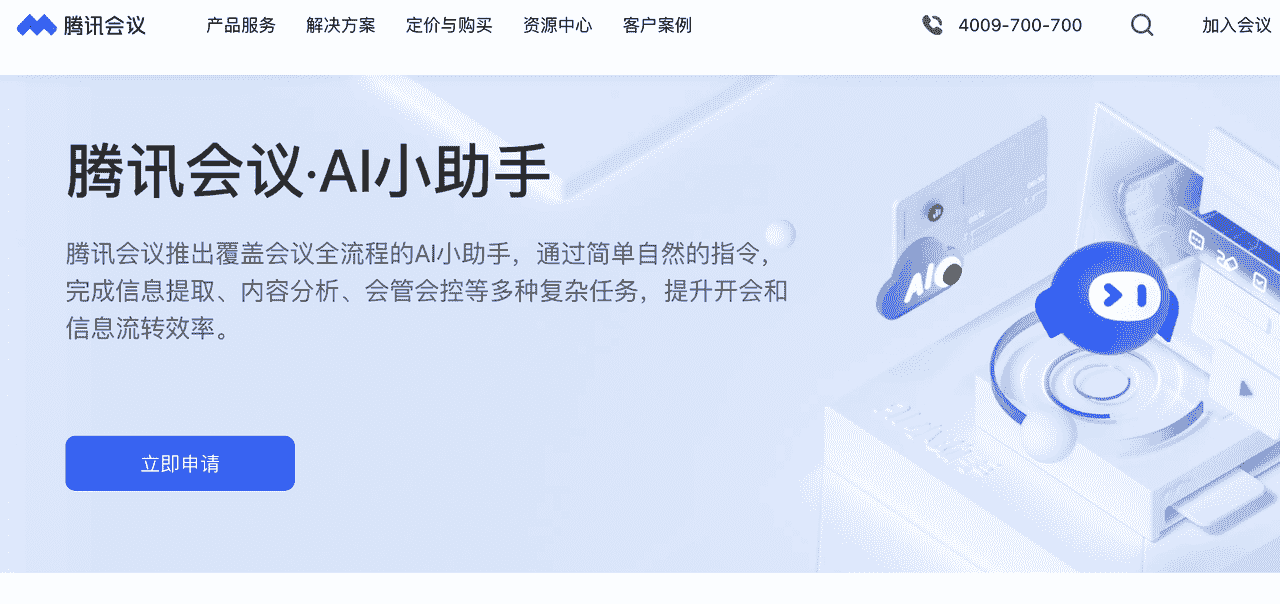 腾讯会议 产品服务 解决方案 定价与购买 资源中心 客户案例 4009-700-700 加入会议
腾讯会议·AI小助手
腾讯会议推出覆盖会议全流程的AI小助手，通过简单自然的指令，
完成信息提取、内容分析、会管会控等多种复杂任务，提升开会和
信息流转效率。
立即申请